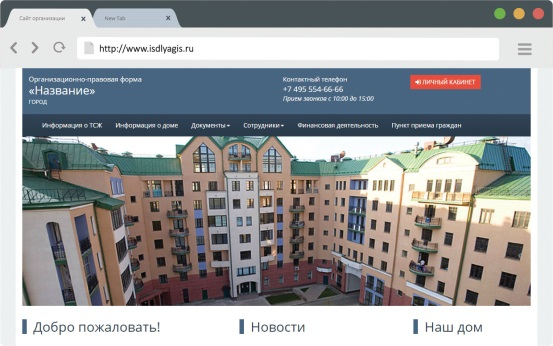 Сайт организации
New Tab
http://www.isdlyagis.ru
Организационно-правовая форма
«Название»
ГОРОД
Контактный телефон
+7 495 554-66-66
Прием звонков с 10:00 до 15:00
ЛИЧНЫЙ КАБИНЕТ
Информация о ТСЖ Информация о доме Документы Сотрудники Финансовая деятельность Пункт приема граждан
Добро пожаловать! Новости Наш дом